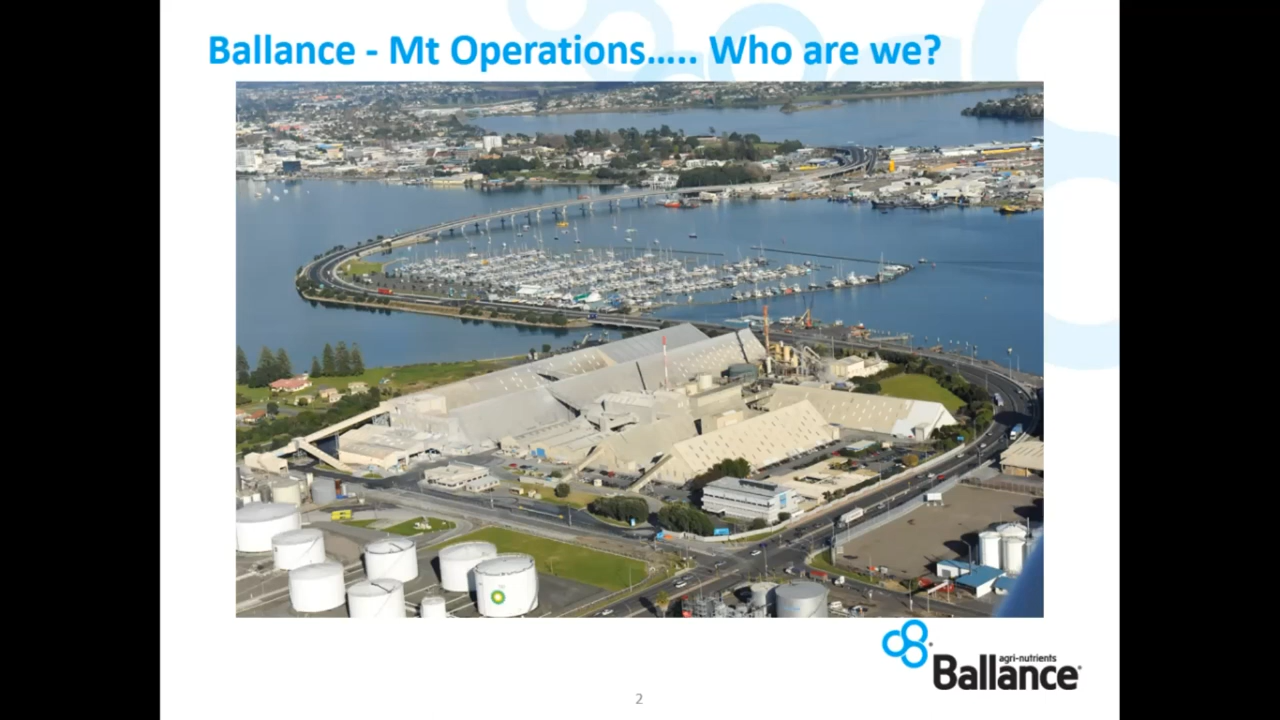 Ballance - Mt Operations..... Who are we?
agri-nutrients
Ballance
2